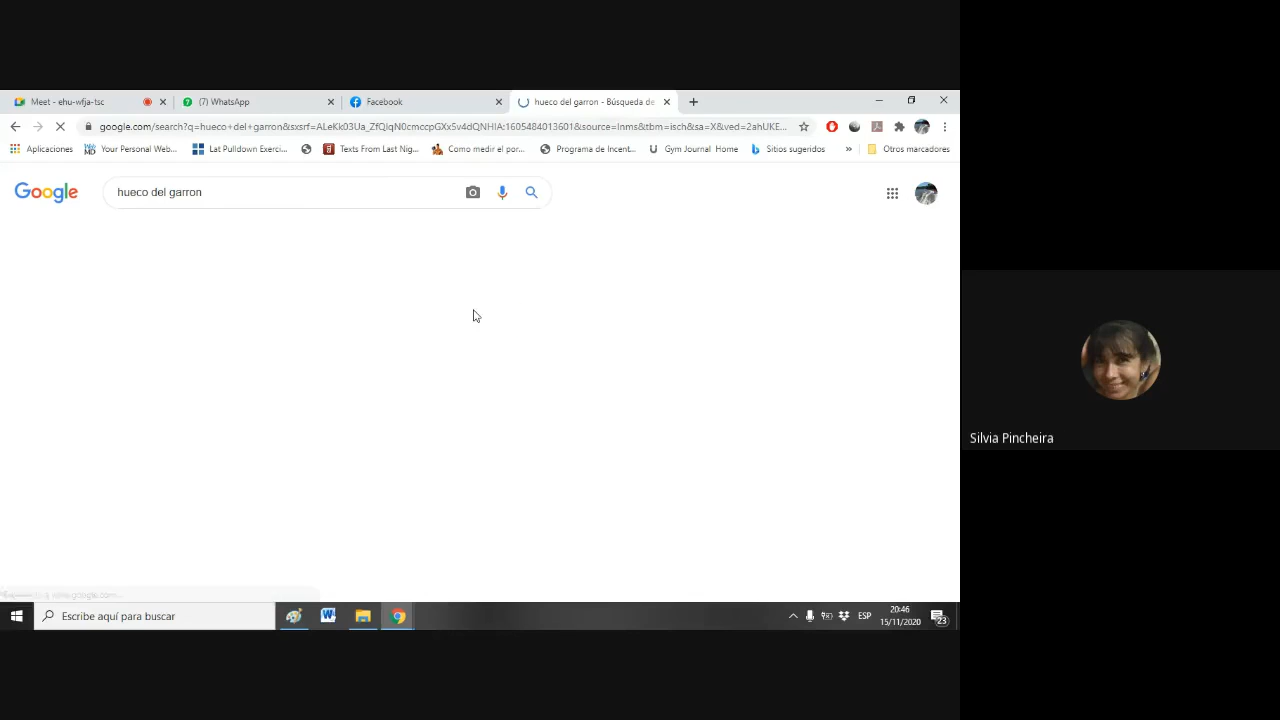 Meet - ehu-wfja-tsc
(7) WhatsApp
Facebook
hueco del garron - Búsqueda de
google.com/search?q=hueco+del+garron&sxsrf=ALeKk03Ua_ZfQlqN0cmccpGXx5v4dQNHIA:1605484013601&source=lnms&tbm=isch&sa=X&ved=2ahUKE...
Aplicaciones
Your Personal Web...
Lat Pulldown Exerci...
Texts From Last Nig...
Como medir el por...
Programa de Incent...
Gym Journal Home
Sitios sugeridos
»
Otros marcadores
Google
hueco del garron
Silvia Pincheira
Escribe aquí para buscar
ESP
20:46
15/11/2020
23